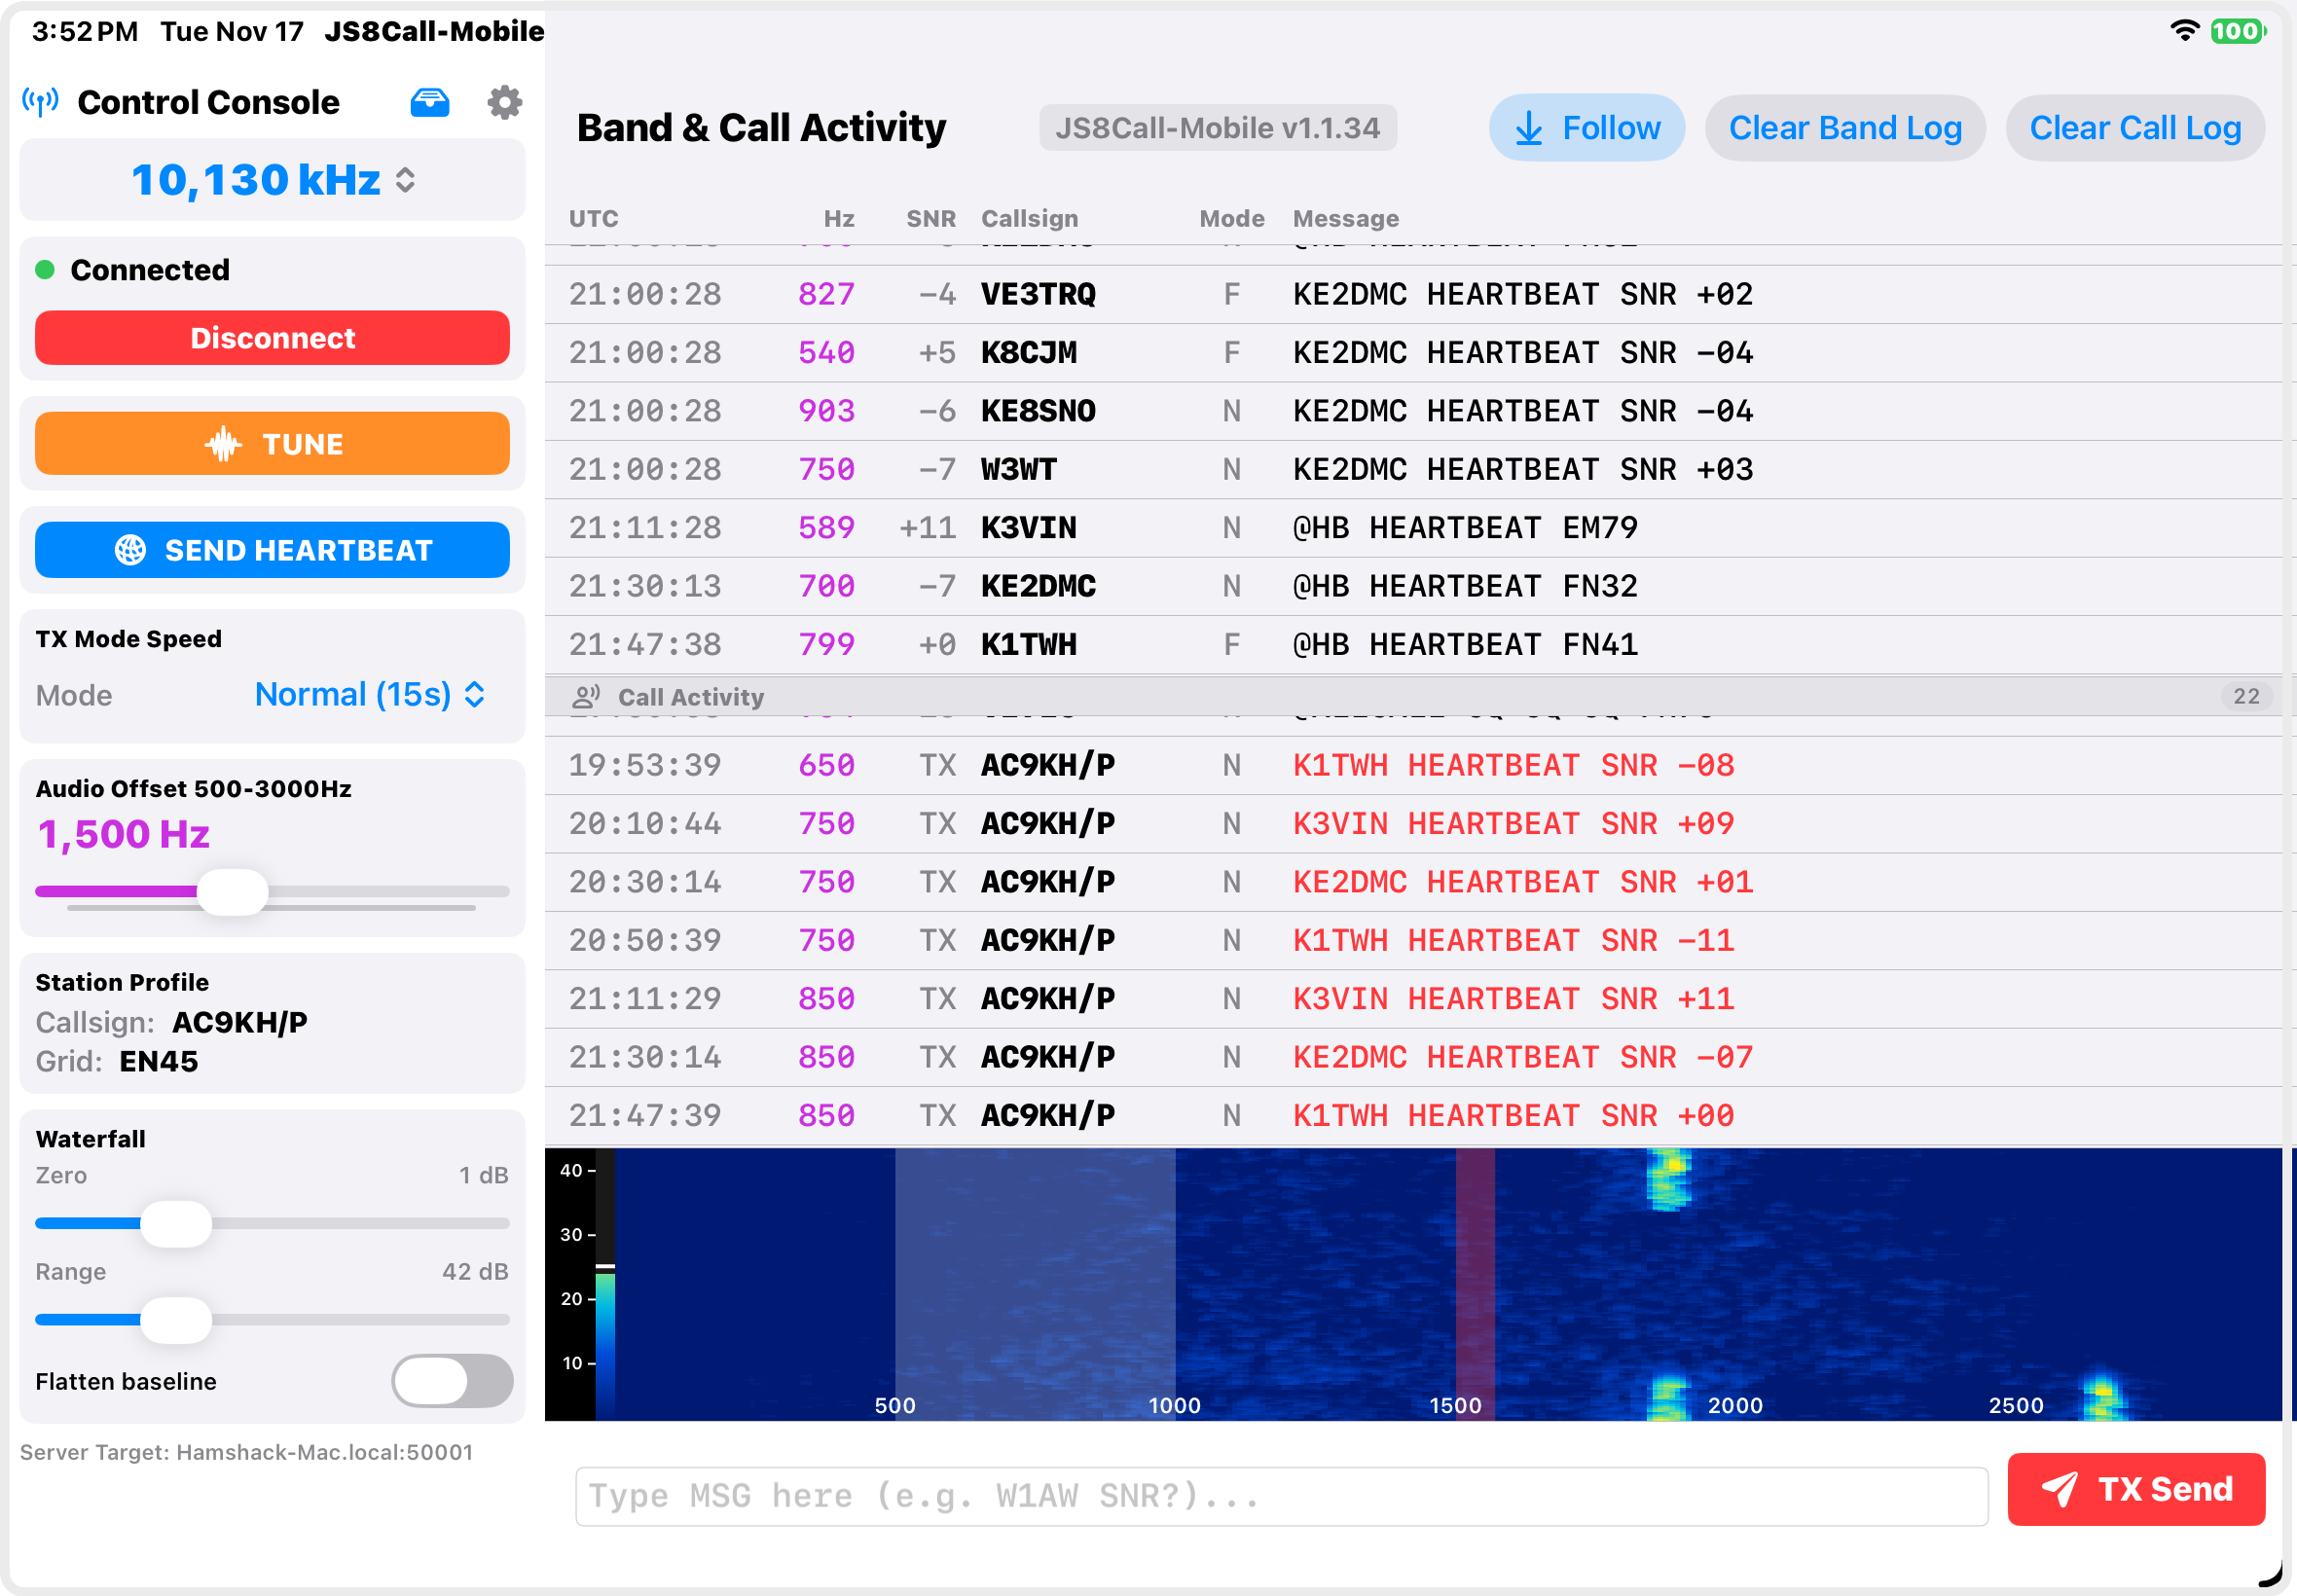 3:52 PM Tue Nov 17 JS8Call-Mobile 100
Control Console
10,130 kHz
Connected
Disconnect
TUNE
SEND HEARTBEAT
TX Mode Speed
Mode Normal (15s)
Audio Offset 500-3000Hz
1,500 Hz
Station Profile
Callsign: AC9KH/P
Grid: EN45
Waterfall
Zero 1 dB
Range 42 dB
Flatten baseline
Server Target: Hamshack-Mac.local:50001
Band & Call Activity JS8Call-Mobile v1.1.34 Follow Clear Band Log Clear Call Log
UTC Hz SNR Callsign Mode Message
21:00:28 827 −4 VE3TRQ F KE2DMC HEARTBEAT SNR +02
21:00:28 540 +5 K8CJM F KE2DMC HEARTBEAT SNR −04
21:00:28 903 −6 KE8SNO N KE2DMC HEARTBEAT SNR −04
21:00:28 750 −7 W3WT N KE2DMC HEARTBEAT SNR +03
21:11:28 589 +11 K3VIN N @HB HEARTBEAT EM79
21:30:13 700 −7 KE2DMC N @HB HEARTBEAT FN32
21:47:38 799 +0 K1TWH F @HB HEARTBEAT FN41
Call Activity 22
19:53:39 650 TX AC9KH/P N K1TWH HEARTBEAT SNR −08
20:10:44 750 TX AC9KH/P N K3VIN HEARTBEAT SNR +09
20:30:14 750 TX AC9KH/P N KE2DMC HEARTBEAT SNR +01
20:50:39 750 TX AC9KH/P N K1TWH HEARTBEAT SNR −11
21:11:29 850 TX AC9KH/P N K3VIN HEARTBEAT SNR +11
21:30:14 850 TX AC9KH/P N KE2DMC HEARTBEAT SNR −07
21:47:39 850 TX AC9KH/P N K1TWH HEARTBEAT SNR +00
40
30
20
10
500 1000 1500 2000 2500
Type MSG here (e.g. W1AW SNR?)... TX Send